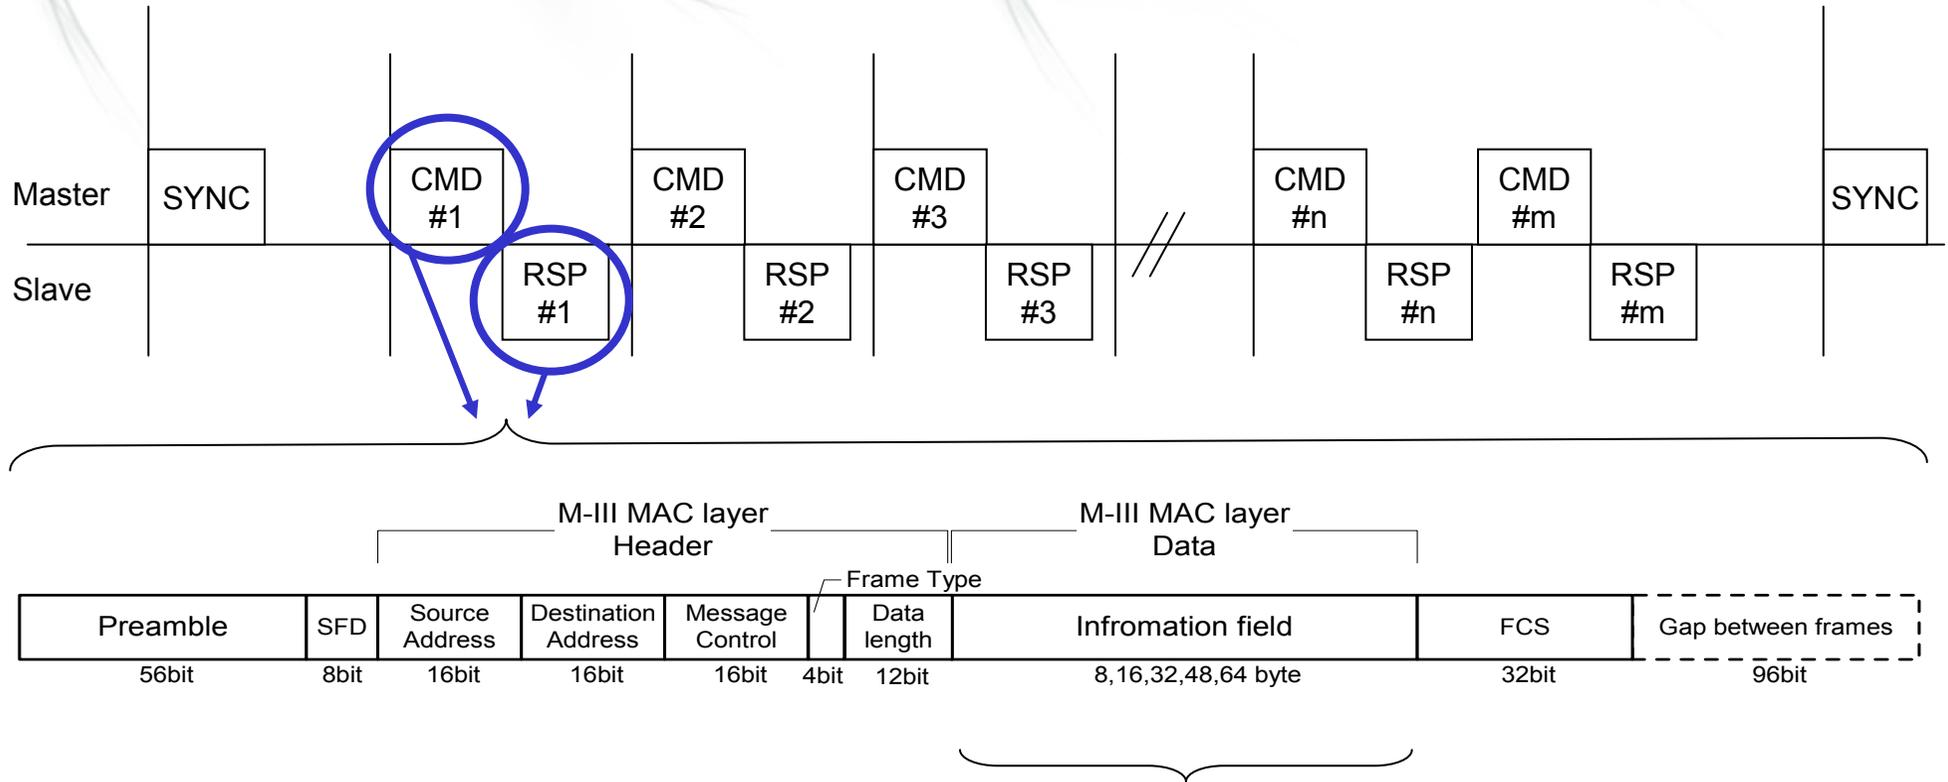 Master
SYNC
CMD
#1
CMD
#2
CMD
#3
CMD
#n
CMD
#m
SYNC
Slave
RSP
#1
RSP
#2
RSP
#3
RSP
#n
RSP
#m
M-III MAC layer
Header
M-III MAC layer
Data
Frame Type
Preamble
SFD
Source
Address
Destination
Address
Message
Control
Data
length
Infromation field
FCS
Gap between frames
56bit
8bit
16bit
16bit
16bit
4bit
12bit
8,16,32,48,64 byte
32bit
96bit